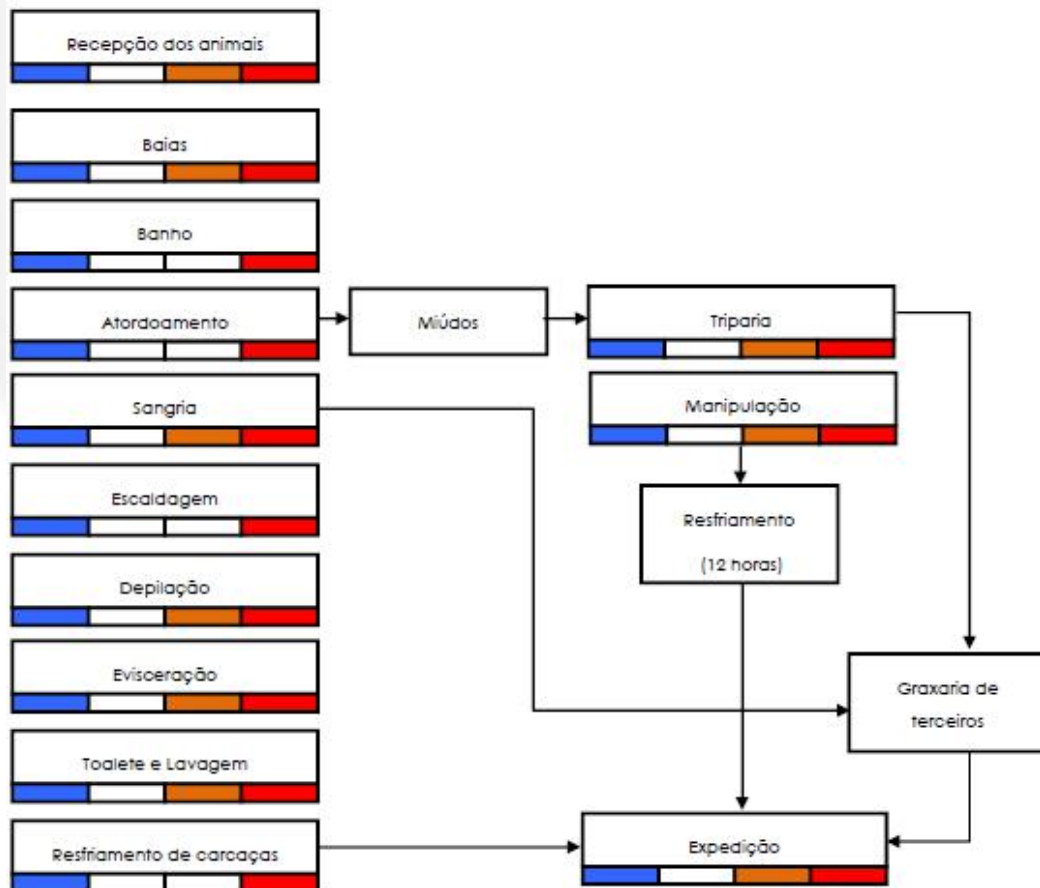 Recepção dos animais
Baias
Banho
Atordoamento
Miúdos
Triparia
Sangria
Manipulação
Escaldagem
Resfriamento
(12 horas)
Depilação
Evisceração
Graxaria de
terceiros
Toalete e Lavagem
Resfriamento de carcaças
Expedição